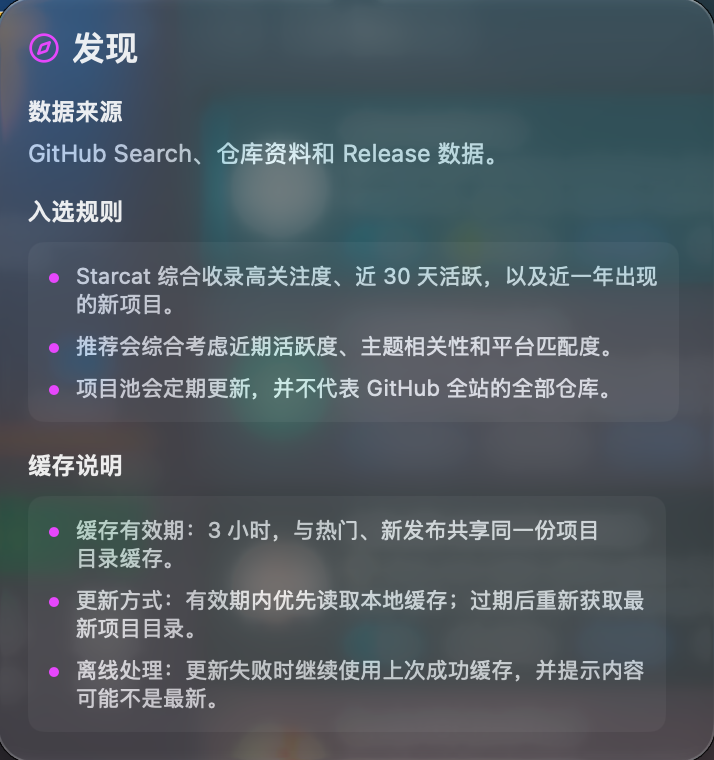 发现
数据来源
GitHub Search、仓库资料和 Release 数据。
入选规则
Starcat 综合收录高关注度、近 30 天活跃，以及近一年出现
的新项目。
推荐会综合考虑近期活跃度、主题相关性和平台匹配度。
项目池会定期更新，并不代表 GitHub 全站的全部仓库。
缓存说明
缓存有效期：3 小时，与热门、新发布共享同一份项目
目录缓存。
更新方式：有效期内优先读取本地缓存；过期后重新获取最
新项目目录。
离线处理：更新失败时继续使用上次成功缓存，并提示内容
可能不是最新。